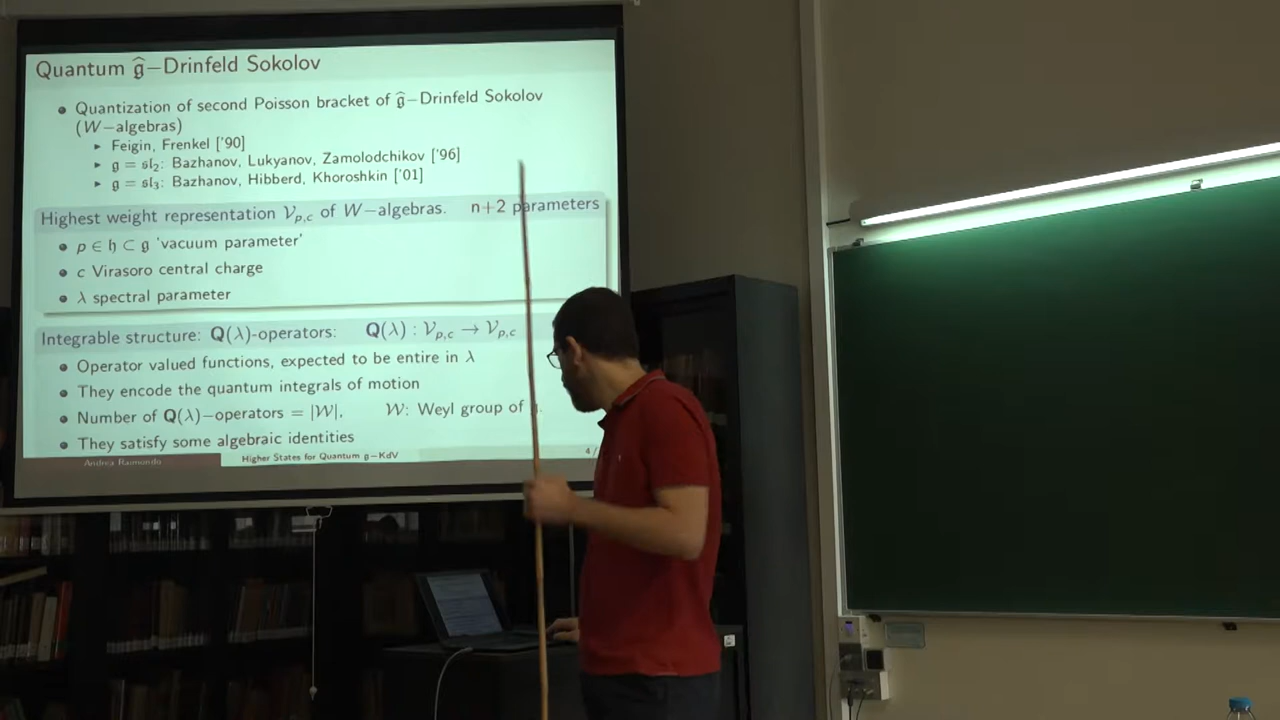 Quantum ĝ–Drinfeld Sokolov
• Quantization of second Poisson bracket of ĝ–Drinfeld Sokolov
(W–algebras)
▸ Feigin, Frenkel ['90]
▸ 𝔤 = 𝔰𝔩₂: Bazhanov, Lukyanov, Zamolodchikov ['96]
▸ 𝔤 = 𝔰𝔩₃: Bazhanov, Hibberd, Khoroshkin ['01]
Highest weight representation 𝒱p,c of W–algebras. n+2 parameters
• p ∈ 𝔥 ⊂ 𝔤 'vacuum parameter'
• c Virasoro central charge
• λ spectral parameter
Integrable structure: Q(λ)-operators: Q(λ) : 𝒱p,c → 𝒱p,c
• Operator valued functions, expected to be entire in λ
• They encode the quantum integrals of motion
• Number of Q(λ)–operators = |𝒲|. 𝒲: Weyl group of
• They satisfy some algebraic identities
Andrea Raimondo Higher States for Quantum 𝔤–KdV 4/